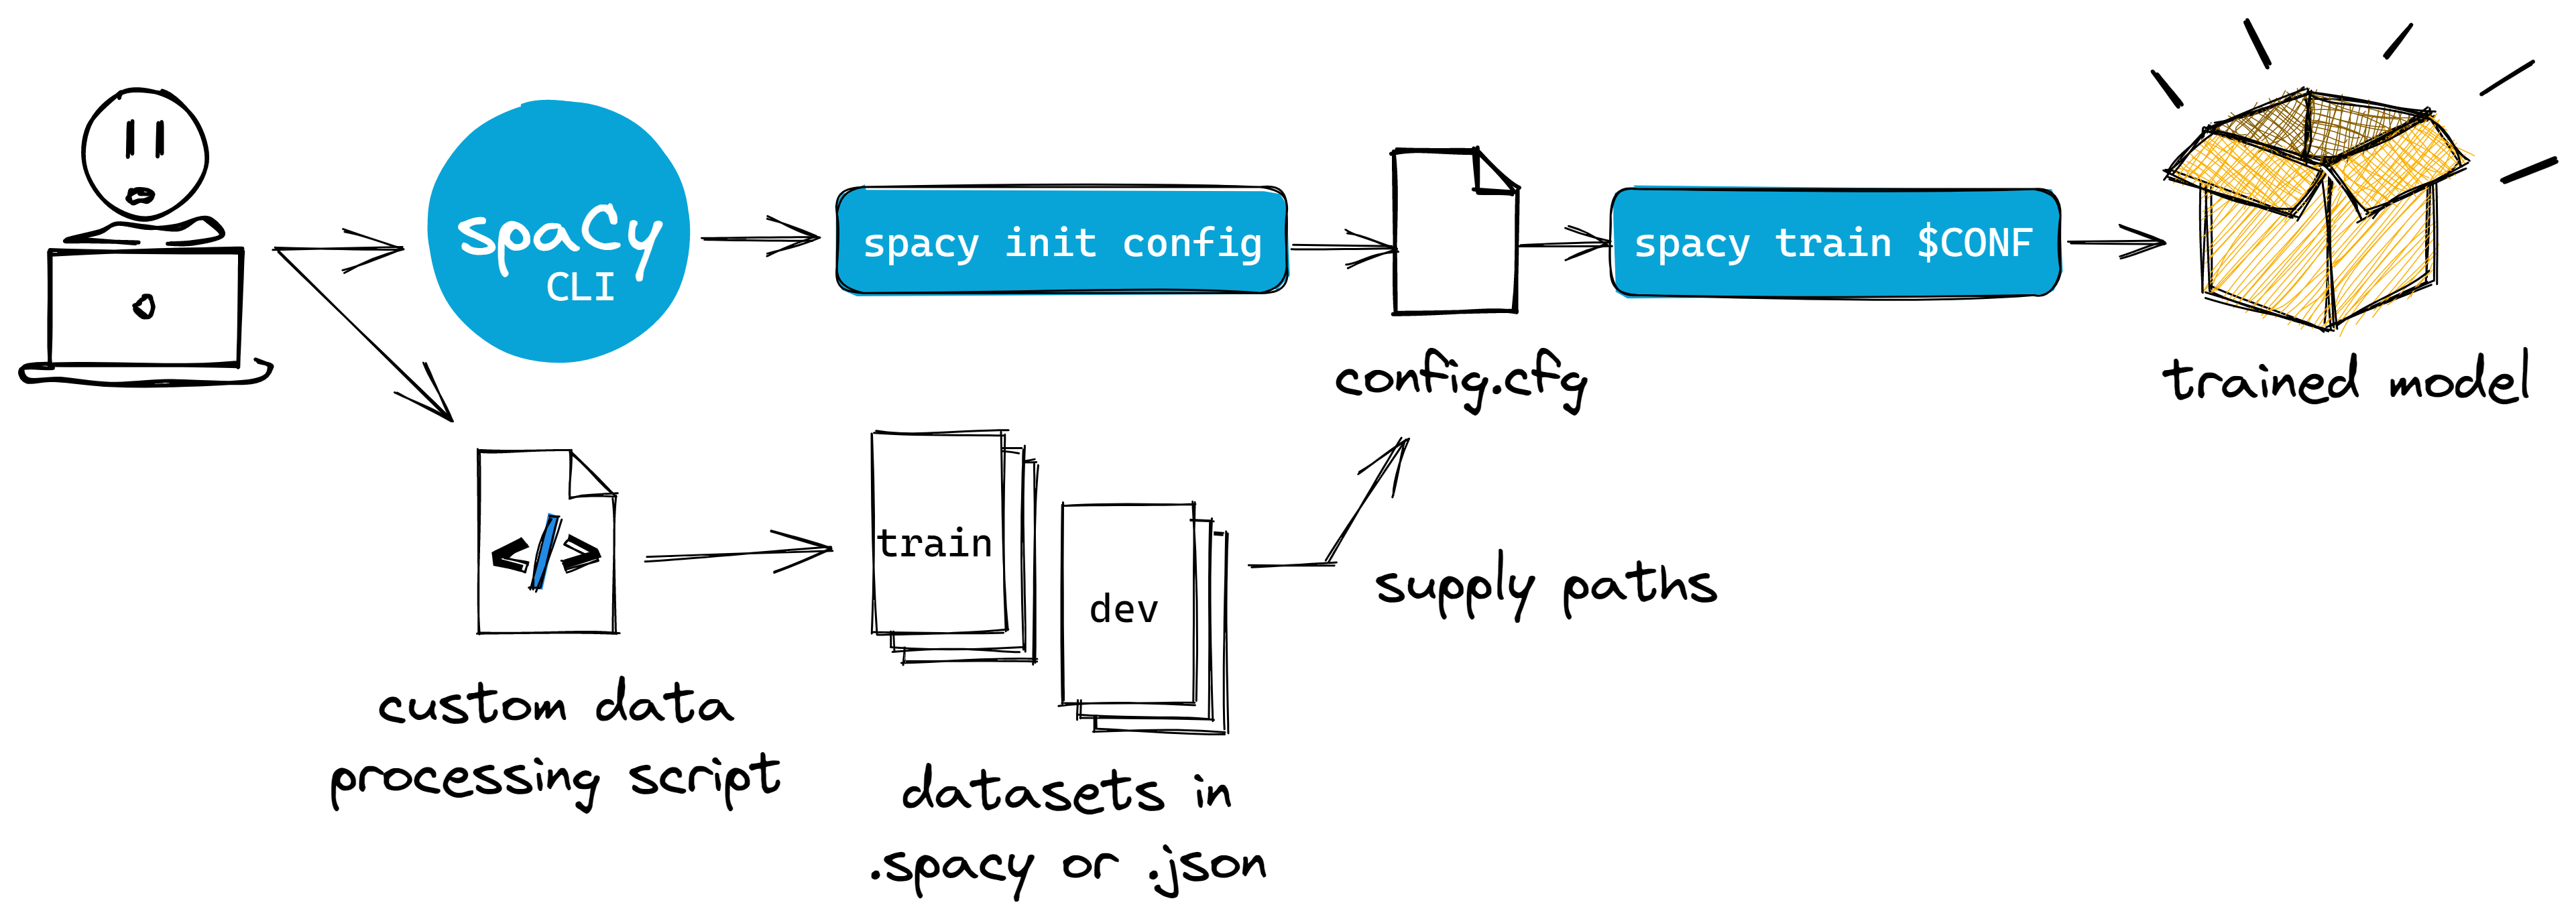 spaCy
CLI
spacy init config
config.cfg
spacy train $CONF
trained model
</>
custom data
processing script
train
dev
datasets in
.spacy or .json
supply paths